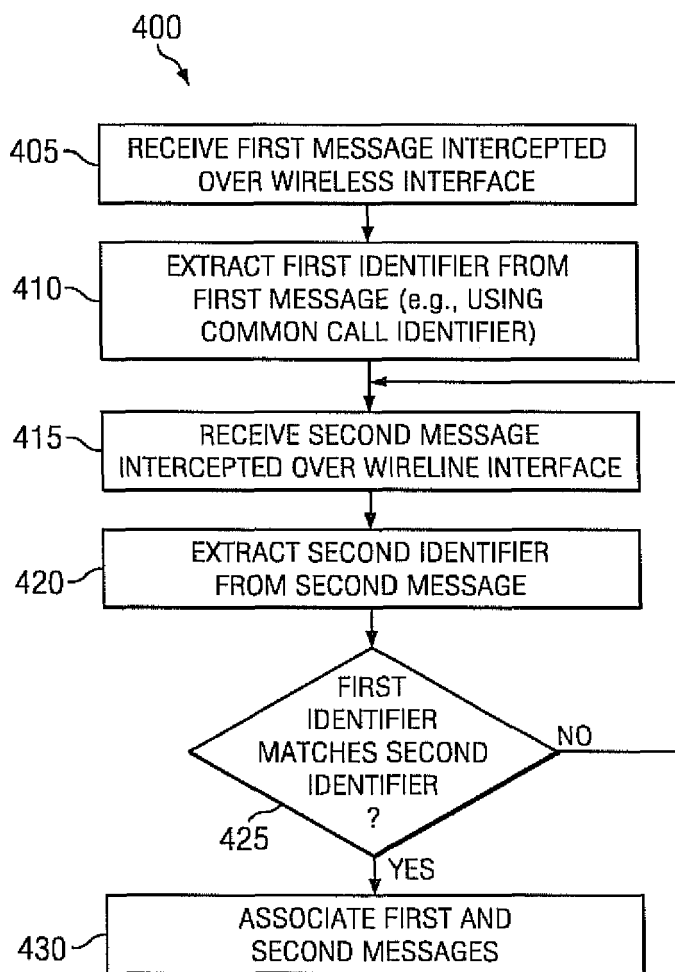 400
405
RECEIVE FIRST MESSAGE INTERCEPTED
OVER WIRELESS INTERFACE
410
EXTRACT FIRST IDENTIFIER FROM
FIRST MESSAGE (e.g., USING
COMMON CALL IDENTIFIER)
415
RECEIVE SECOND MESSAGE
INTERCEPTED OVER WIRELINE INTERFACE
420
EXTRACT SECOND IDENTIFIER
FROM SECOND MESSAGE
FIRST
IDENTIFIER
MATCHES SECOND
IDENTIFIER
?
NO
425
YES
430
ASSOCIATE FIRST AND
SECOND MESSAGES